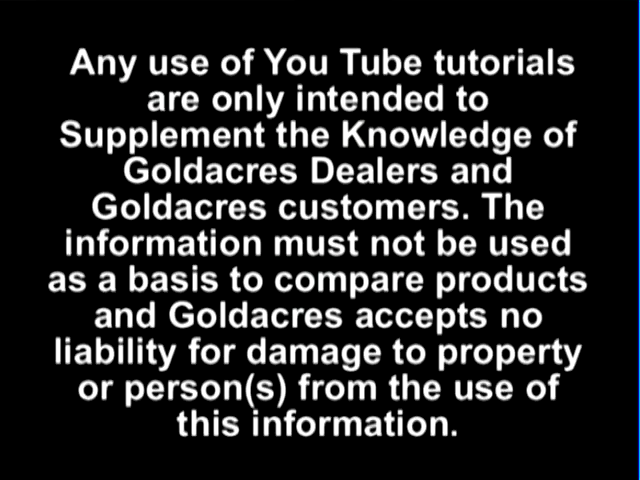 Any use of You Tube tutorials
are only intended to
Supplement the Knowledge of
Goldacres Dealers and
Goldacres customers. The
information must not be used
as a basis to compare products
and Goldacres accepts no
liability for damage to property
or person(s) from the use of
this information.